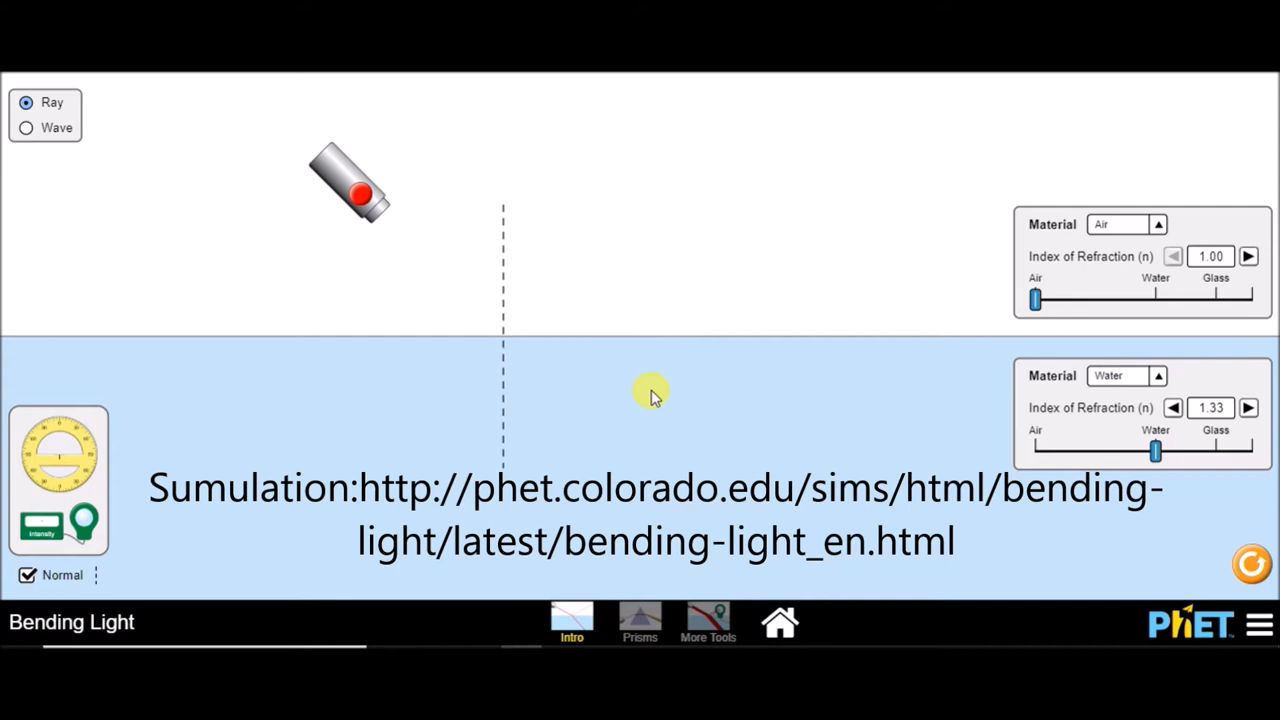 Ray
Wave
Material Air
Index of Refraction (n) 1.00
Air Water Glass
Material Water
Index of Refraction (n) 1.33
Air Water Glass
Intensity
Normal
Sumulation:http://phet.colorado.edu/sims/html/bending-
light/latest/bending-light_en.html
Bending Light
Intro
Prisms
More Tools
PhET